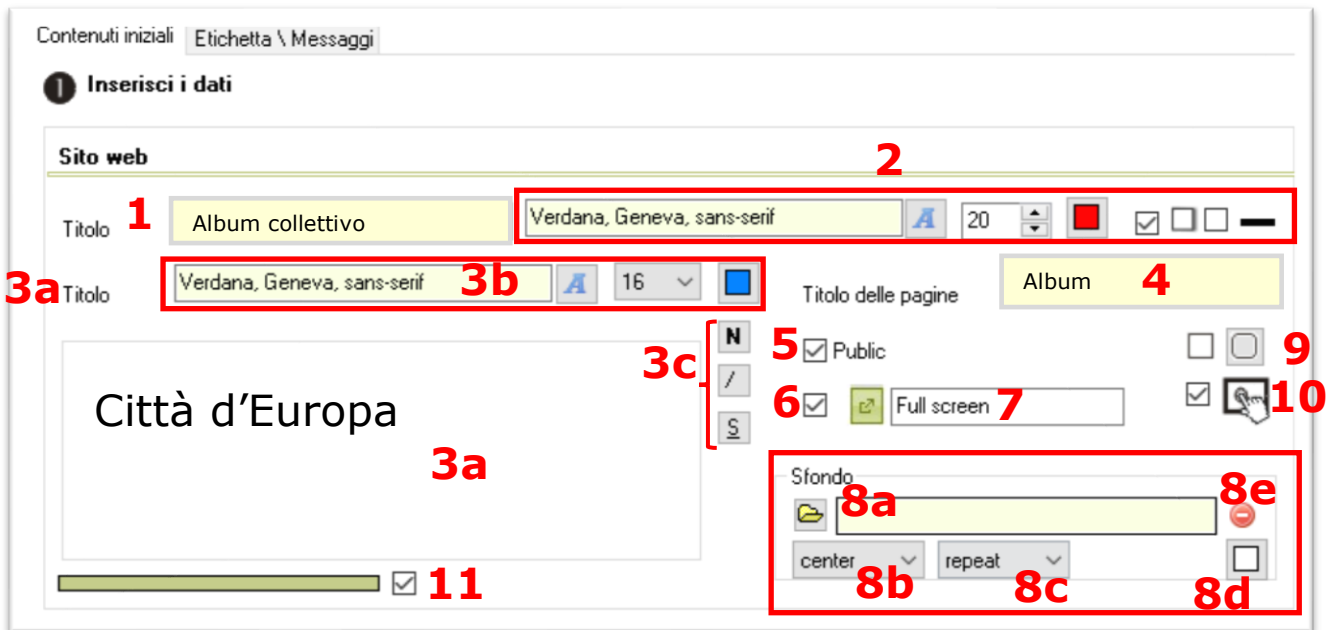 Contenuti iniziali Etichetta \ Messaggi
1 Inserisci i dati
Sito web
2
Titolo 1 Album collettivo Verdana, Geneva, sans-serif A 20
3a Titolo Verdana, Geneva, sans-serif 3b A 16 Titolo delle pagine Album 4
3c N 5 Public 9
/ 6 Full screen 7 10
S
Città d'Europa
3a
Sfondo
8a 8e
center 8b repeat 8c 8d
11